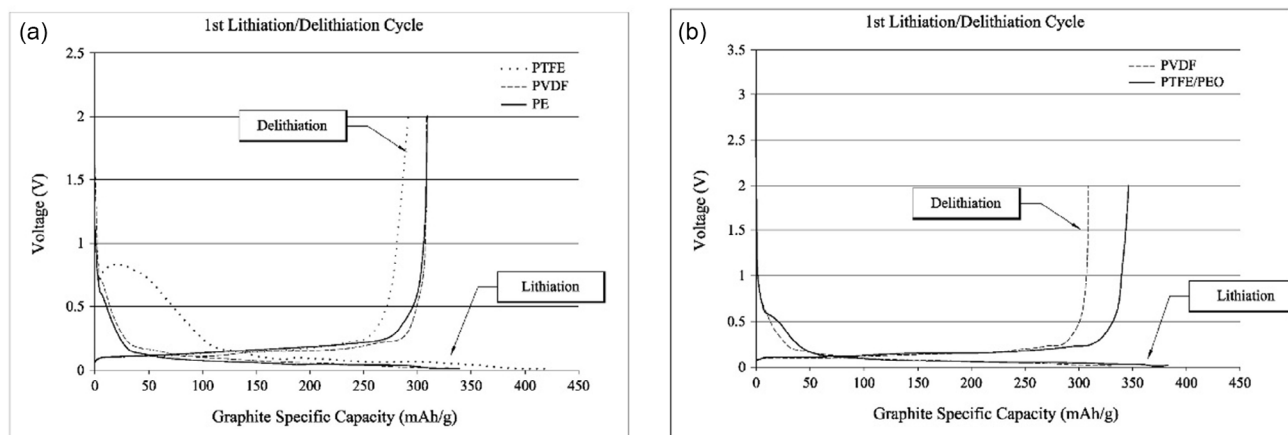 (a)
1st Lithiation/Delithiation Cycle
2.5
2
1.5
1
0.5
0
Voltage (V)
PTFE
PVDF
PE
Delithiation
Lithiation
0 50 100 150 200 250 300 350 400 450
Graphite Specific Capacity (mAh/g)
(b)
1st Lithiation/Delithiation Cycle
3.5
3
2.5
2
1.5
1
0.5
0
Voltage (V)
PVDF
PTFE/PEO
Delithiation
Lithiation
0 50 100 150 200 250 300 350 400 450
Graphite Specific Capacity (mAh/g)